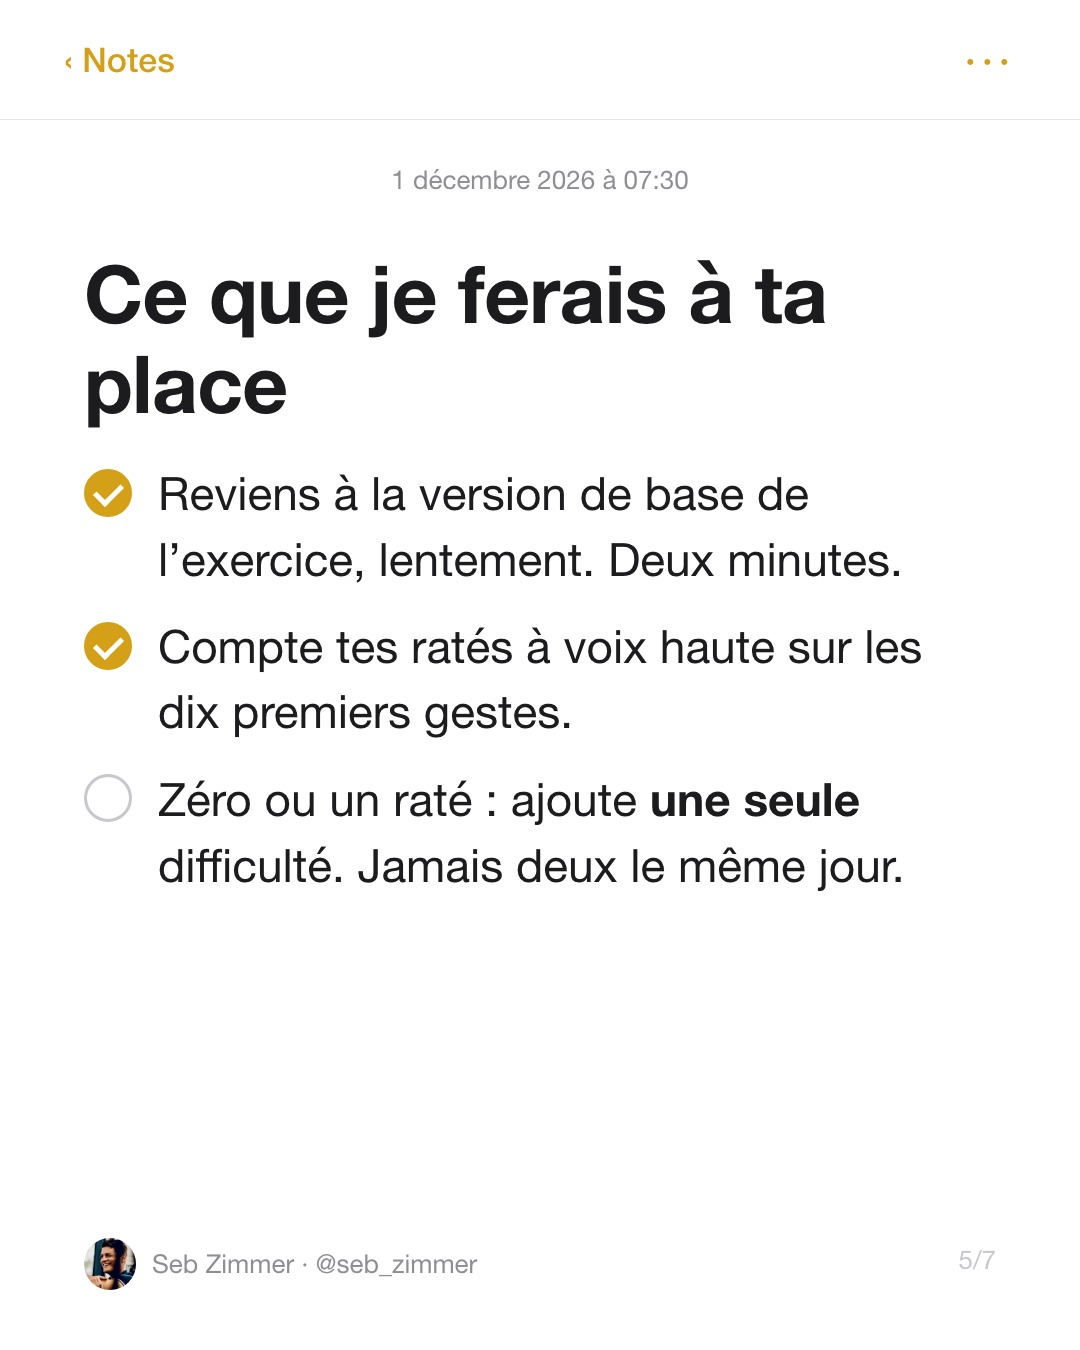 ‹ Notes
...
1 décembre 2026 à 07:30
Ce que je ferais à ta
place
Reviens à la version de base de
l’exercice, lentement. Deux minutes.
Compte tes ratés à voix haute sur les
dix premiers gestes.
Zéro ou un raté : ajoute une seule
difficulté. Jamais deux le même jour.
Seb Zimmer · @seb_zimmer
5/7